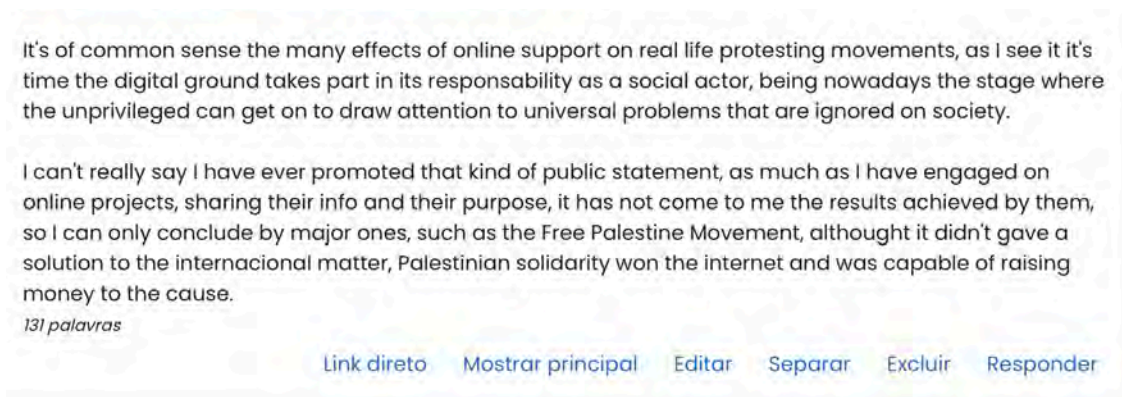 It's of common sense the many effects of online support on real life protesting movements, as I see it it's
time the digital ground takes part in its responsability as a social actor, being nowadays the stage where
the unprivileged can get on to draw attention to universal problems that are ignored on society.
I can't really say I have ever promoted that kind of public statement, as much as I have engaged on
online projects, sharing their info and their purpose, it has not come to me the results achieved by them,
so I can only conclude by major ones, such as the Free Palestine Movement, althought it didn't gave a
solution to the internacional matter, Palestinian solidarity won the internet and was capable of raising
money to the cause.
131 palavras
Link direto Mostrar principal Editar Separar Excluir Responder